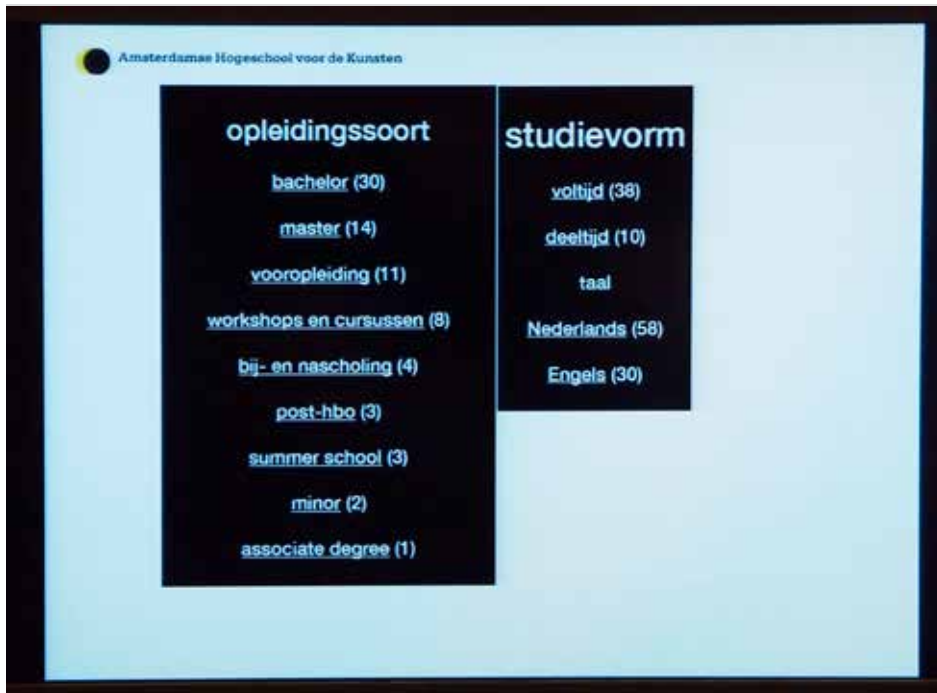 Amsterdamse Hogeschool voor de Kunsten
opleidingssoort
bachelor (30)
master (14)
vooropleiding (11)
workshops en cursussen (8)
bij- en nascholing (4)
post-hbo (3)
summer school (3)
minor (2)
associate degree (1)
studievorm
voltijd (38)
deeltijd (10)
taal
Nederlands (58)
Engels (30)